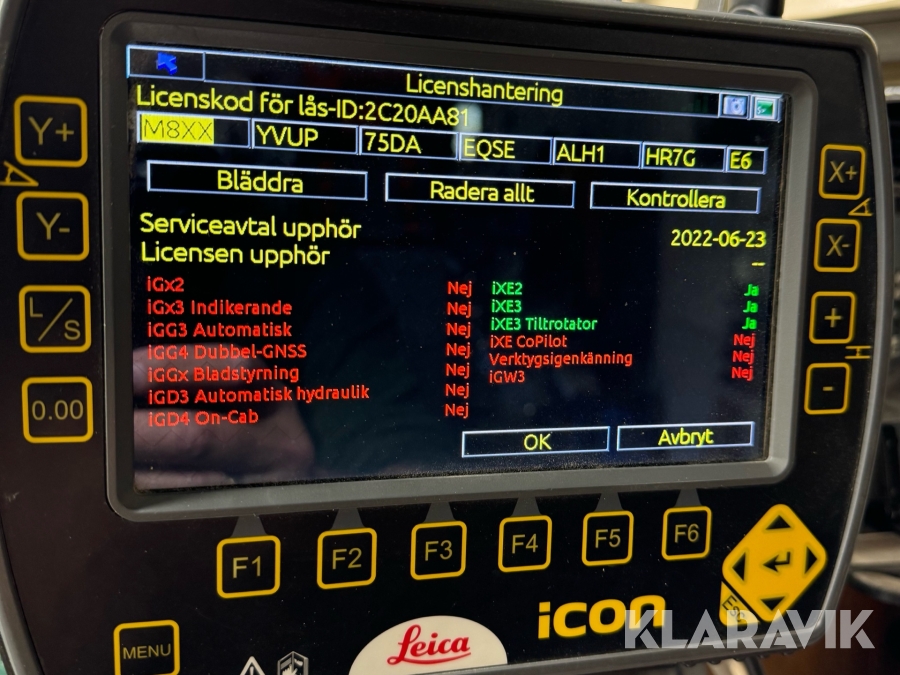 Licenshantering
Licenskod för lås-ID:2C20AA81
M8XX YVUP 75DA EQSE ALH1 HR7G E6
Bläddra Radera allt Kontrollera
Serviceavtal upphör 2022-06-23
Licensen upphör --
iGx2 Nej
iGx3 Indikerande Nej
iGG3 Automatisk Nej
iGG4 Dubbel-GNSS Nej
iGGx Bladstyrning Nej
iGD3 Automatisk hydraulik Nej
iGD4 On-Cab Nej
iXE2 Ja
iXE3 Ja
iXE3 Tiltrotator Ja
iXE CoPilot Nej
Verktygsigenkänning Nej
iGW3 Nej
OK Avbryt
Y+
Y-
L/S
0.00
X+
X-
+
-
F1 F2 F3 F4 F5 F6
MENU
Leica
iCON
KLARAVIK